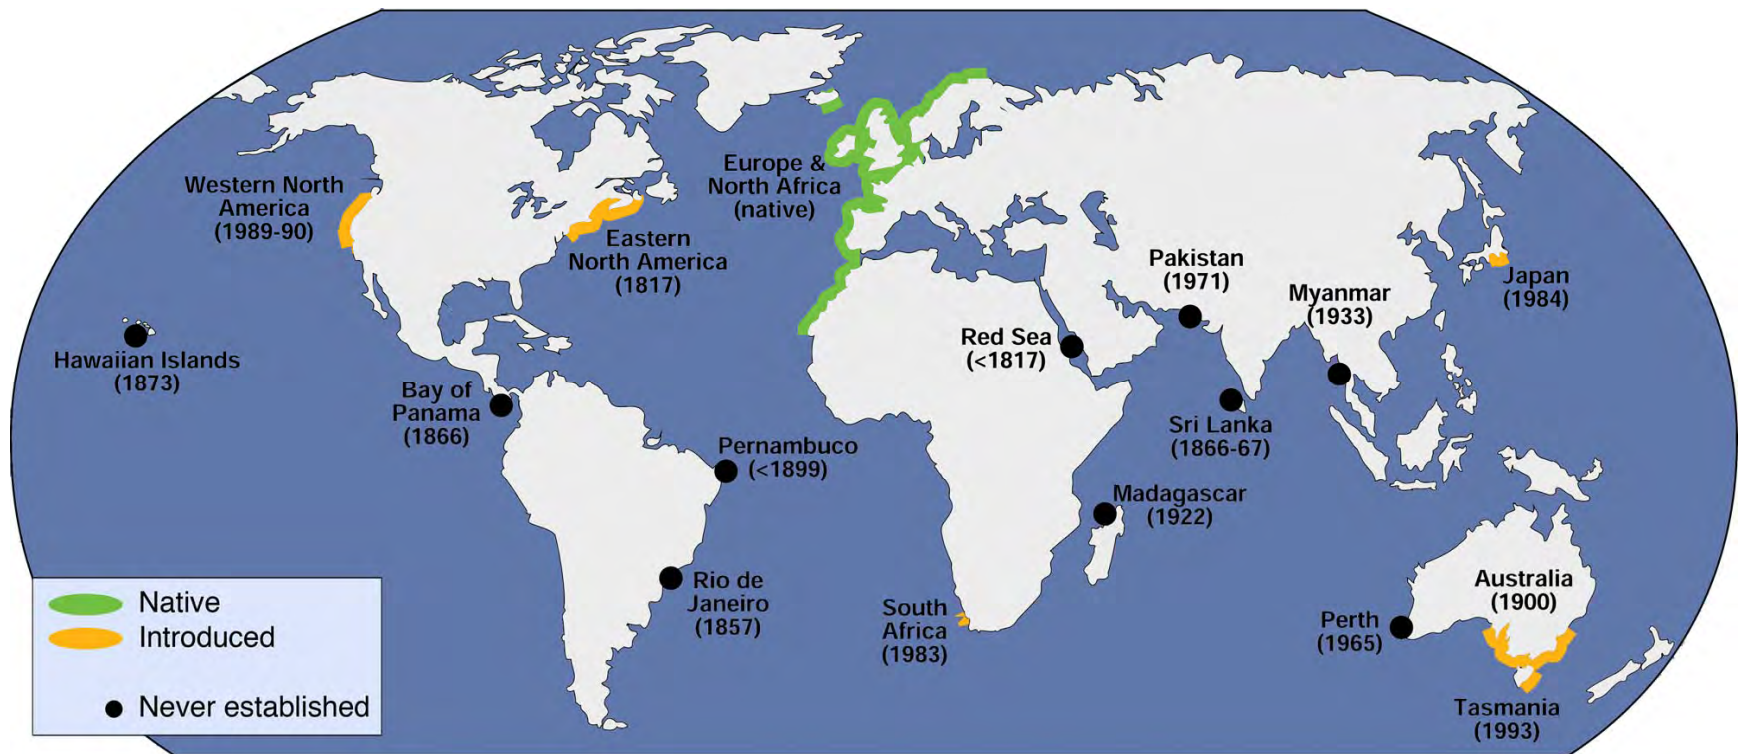 Western North
America
(1989-90)
Eastern
North America
(1817)
Europe &
North Africa
(native)
Pakistan
(1971)
Myanmar
(1933)
Japan
(1984)
Hawaiian Islands
(1873)
Red Sea
(<1817)
Bay of
Panama
(1866)
Pernambuco
(<1899)
Sri Lanka
(1866-67)
Madagascar
(1922)
Rio de
Janeiro
(1857)
South
Africa
(1983)
Perth
(1965)
Australia
(1900)
Tasmania
(1993)
Native
Introduced
Never established